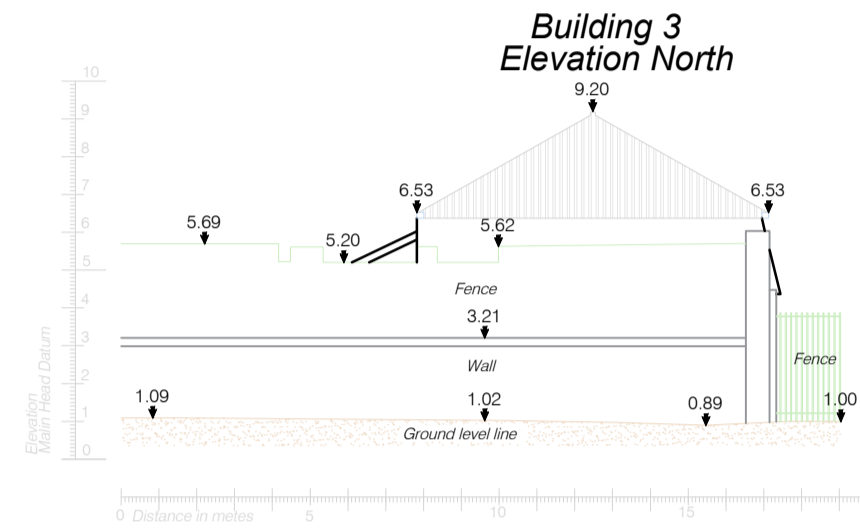 Building 3
Elevation North
10
9
8
7
6
5
4
3
2
1
0
Elevation
Main Head Datum
9.20
6.53
6.53
5.69
5.20
5.62
Fence
3.21
Wall
Fence
1.09
1.02
0.89
1.00
Ground level line
0 Distance in metes 5 10 15